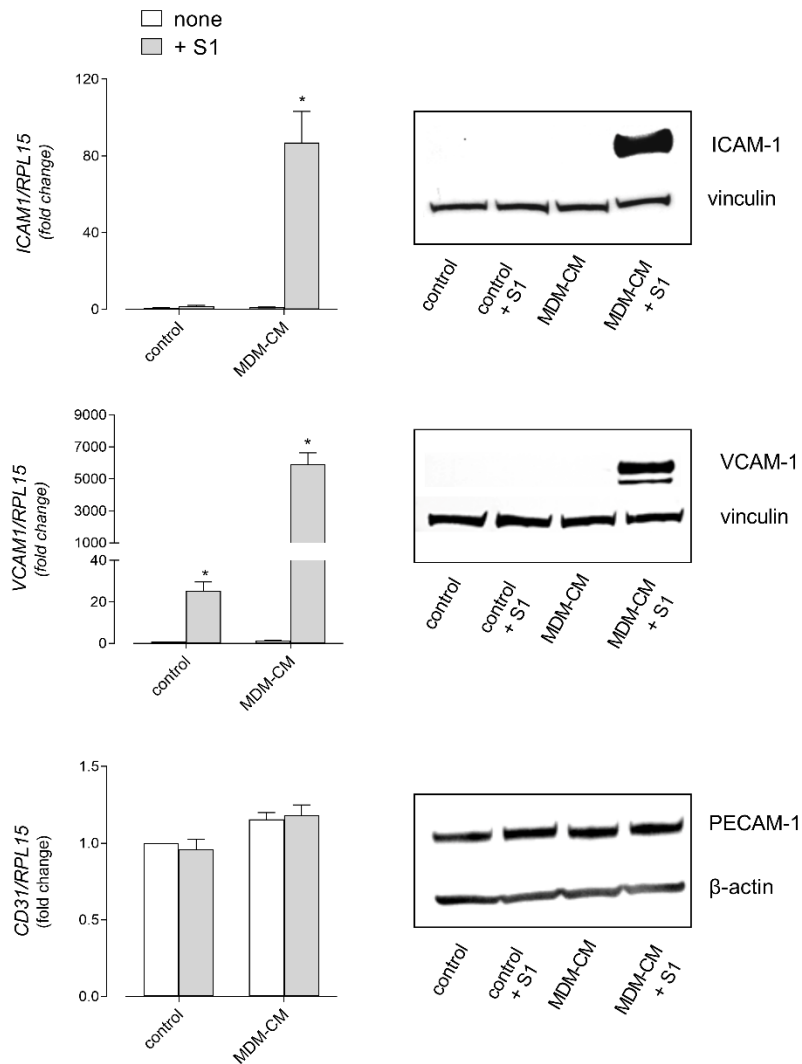 none
+ S1
ICAM1/RPL15
(fold change)
120
80
40
0
control
MDM-CM
*
ICAM-1
vinculin
control
control
+ S1
MDM-CM
MDM-CM
+ S1
VCAM1/RPL15
(fold change)
9000
7000
5000
3000
1000
40
20
0
*
*
control
MDM-CM
VCAM-1
vinculin
control
control
+ S1
MDM-CM
MDM-CM
+ S1
CD31/RPL15
(fold change)
1.5
1.0
0.5
0.0
control
MDM-CM
PECAM-1
β-actin
control
control
+ S1
MDM-CM
MDM-CM
+ S1